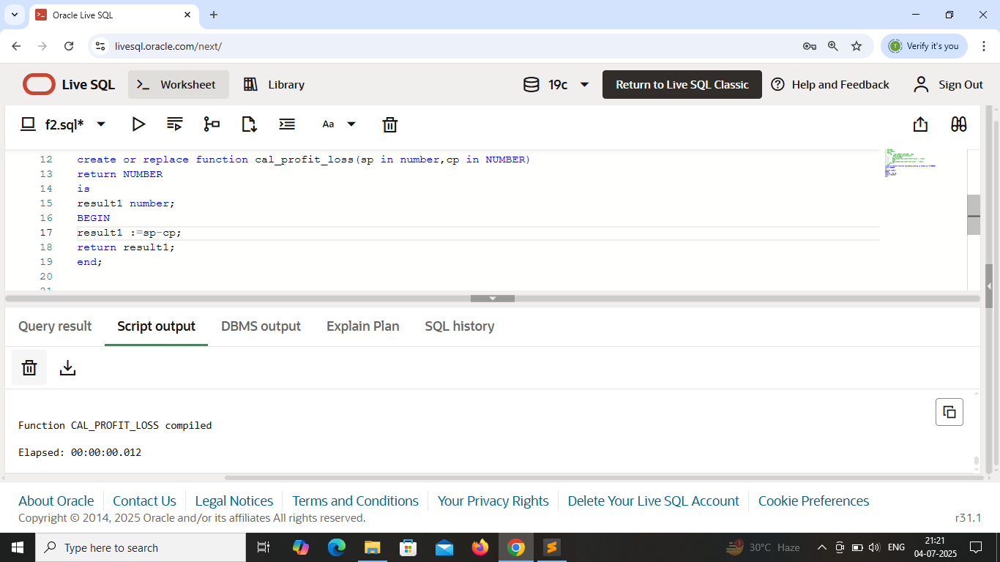 Oracle Live SQL
livesql.oracle.com/next/
Verify it's you
Live SQL
Worksheet
Library
19c
Return to Live SQL Classic
Help and Feedback
Sign Out
f2.sql*
Aa
12 create or replace function cal_profit_loss(sp in number,cp in NUMBER)
13 return NUMBER
14 is
15 result1 number;
16 BEGIN
17 result1 :=sp-cp;
18 return result1;
19 end;
20
21
Query result
Script output
DBMS output
Explain Plan
SQL history
Function CAL_PROFIT_LOSS compiled
Elapsed: 00:00:00.012
About Oracle
Contact Us
Legal Notices
Terms and Conditions
Your Privacy Rights
Delete Your Live SQL Account
Cookie Preferences
Copyright © 2014, 2025 Oracle and/or its affiliates All rights reserved.
r31.1
Type here to search
30°C Haze
ENG
21:21
04-07-2025